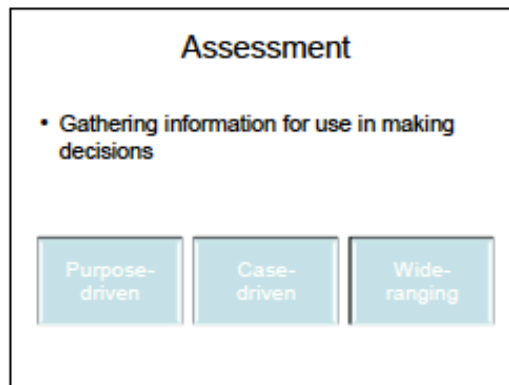 Assessment
• Gathering information for use in making
decisions
Purpose-
driven
Case-
driven
Wide-
ranging